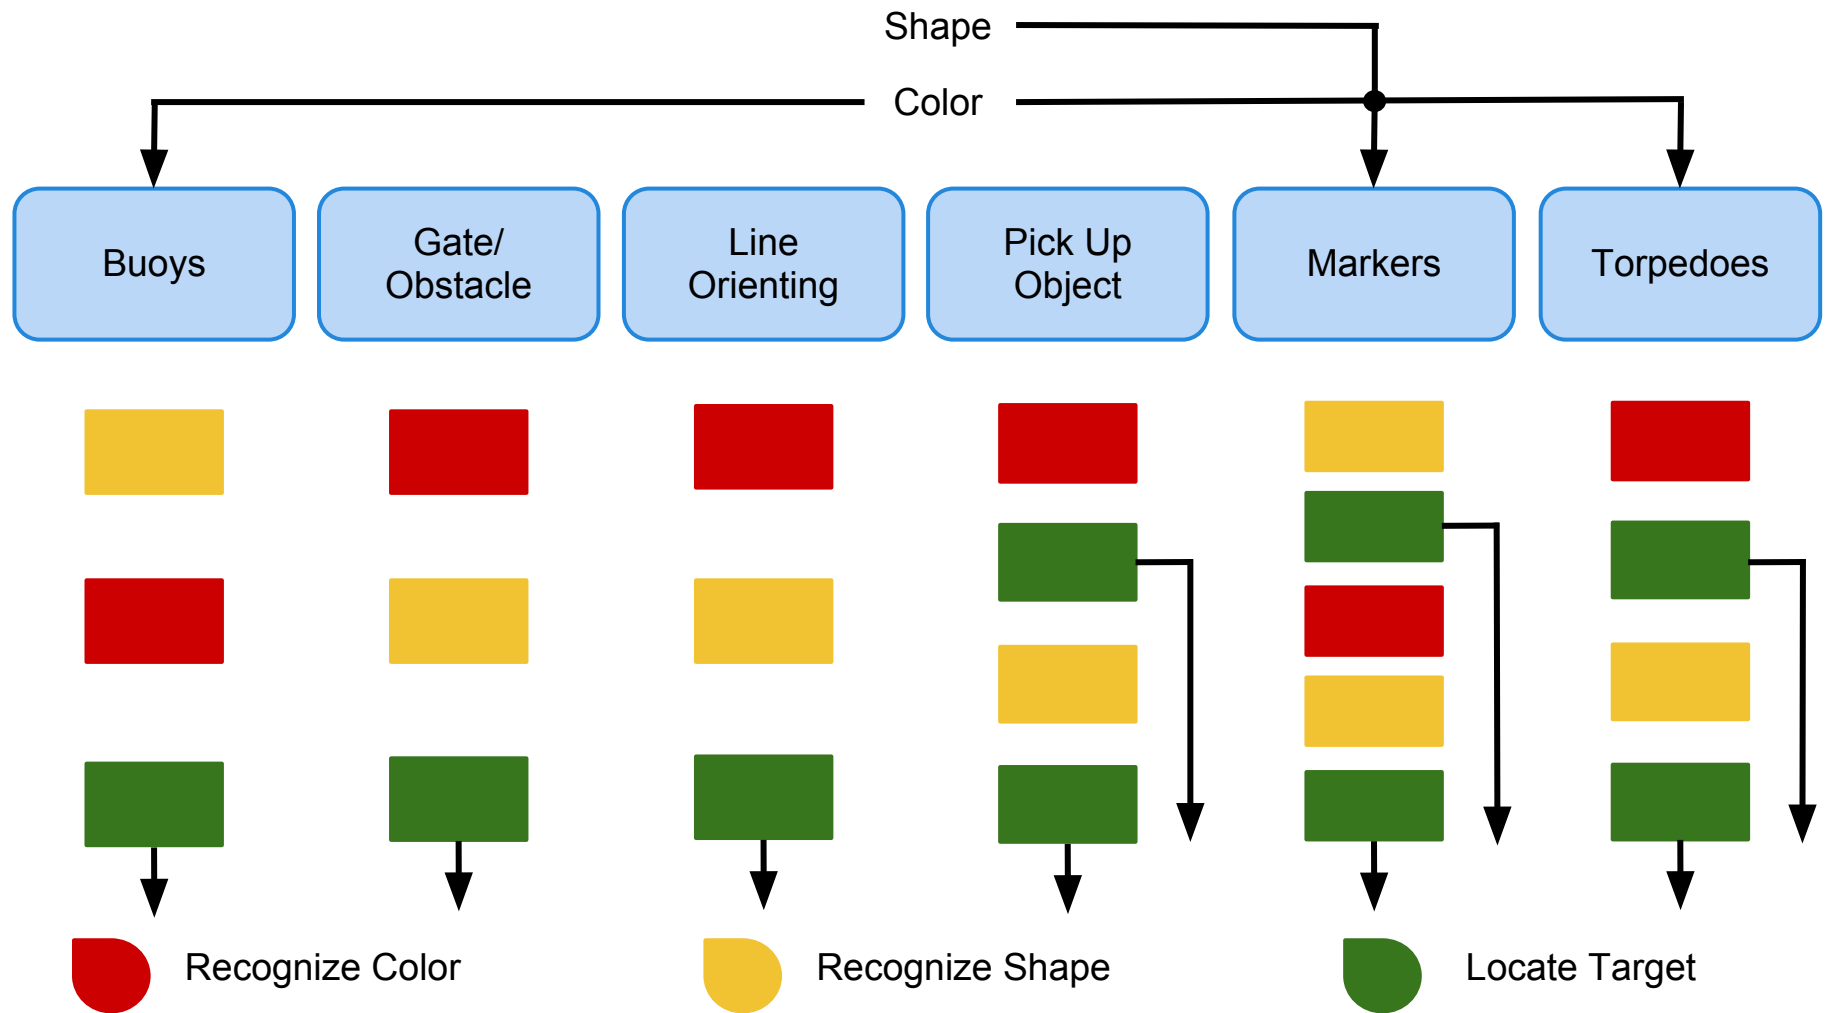 Shape
Color
Buoys
Gate/
Obstacle
Line
Orienting
Pick Up
Object
Markers
Torpedoes
Recognize Color
Recognize Shape
Locate Target